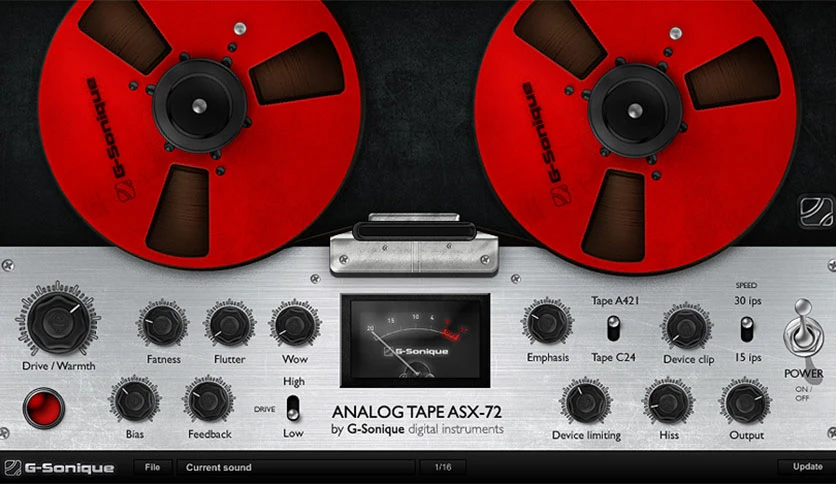 G-Sonique
G-Sonique
SPEED
30 ips
Tape A421
20 15 10 5 4
G-Sonique
Drive / Warmth
Fatness
Flutter
Wow
Emphasis
Tape C24
Device clip
15 ips
POWER
ON /
OFF
High
DRIVE
Low
Bias
Feedback
ANALOG TAPE ASX-72
by G-Sonique digital instruments
Device limiting
Hiss
Output
G-Sonique
File
Current sound
1/16
Update